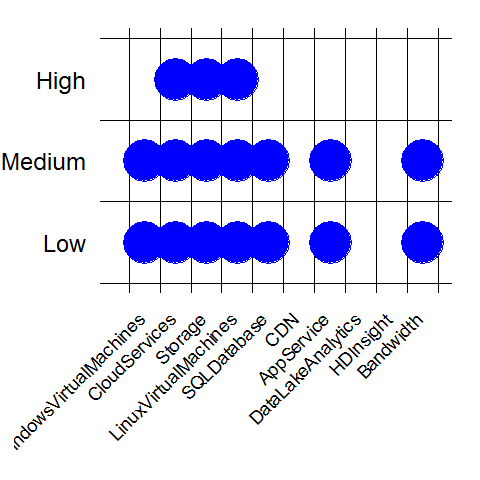 High
Medium
Low
ndowsVirtualMachines
CloudServices
Storage
LinuxVirtualMachines
SQLDatabase
CDN
AppService
DataLakeAnalytics
HDInsight
Bandwidth